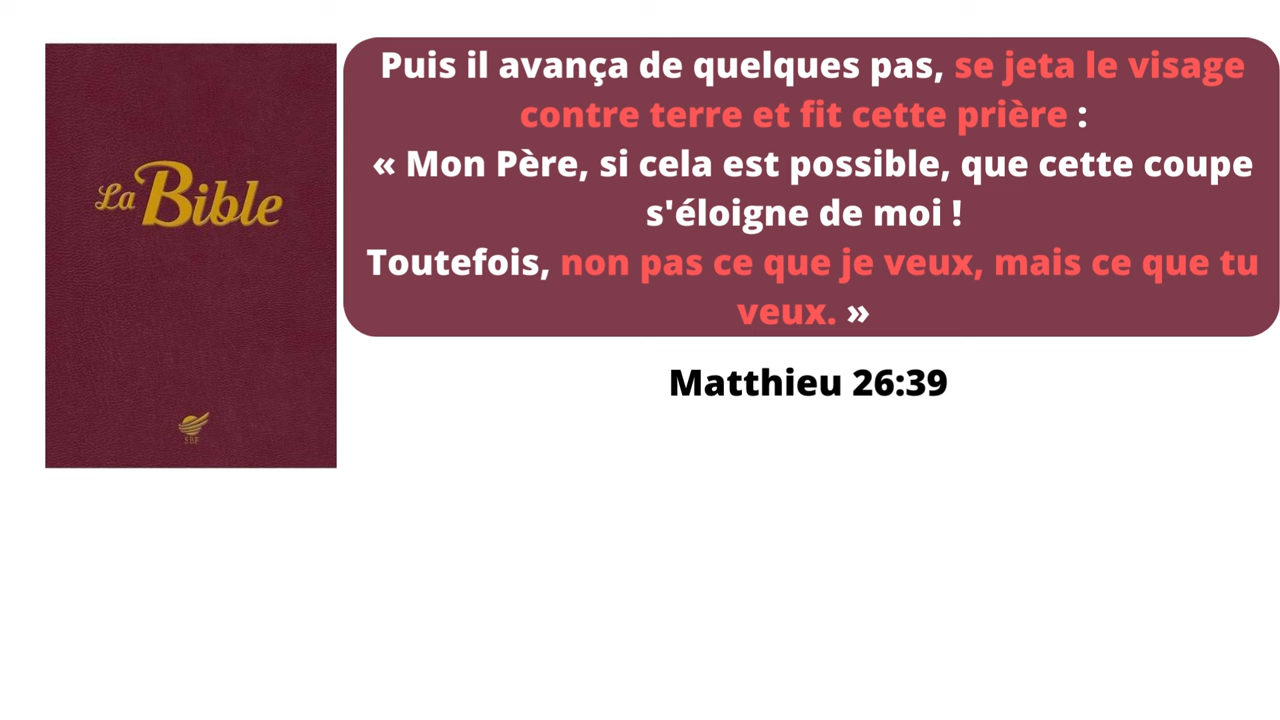 La Bible
SBF
Puis il avança de quelques pas, se jeta le visage
contre terre et fit cette prière :
« Mon Père, si cela est possible, que cette coupe
s'éloigne de moi !
Toutefois, non pas ce que je veux, mais ce que tu
veux. »
Matthieu 26:39